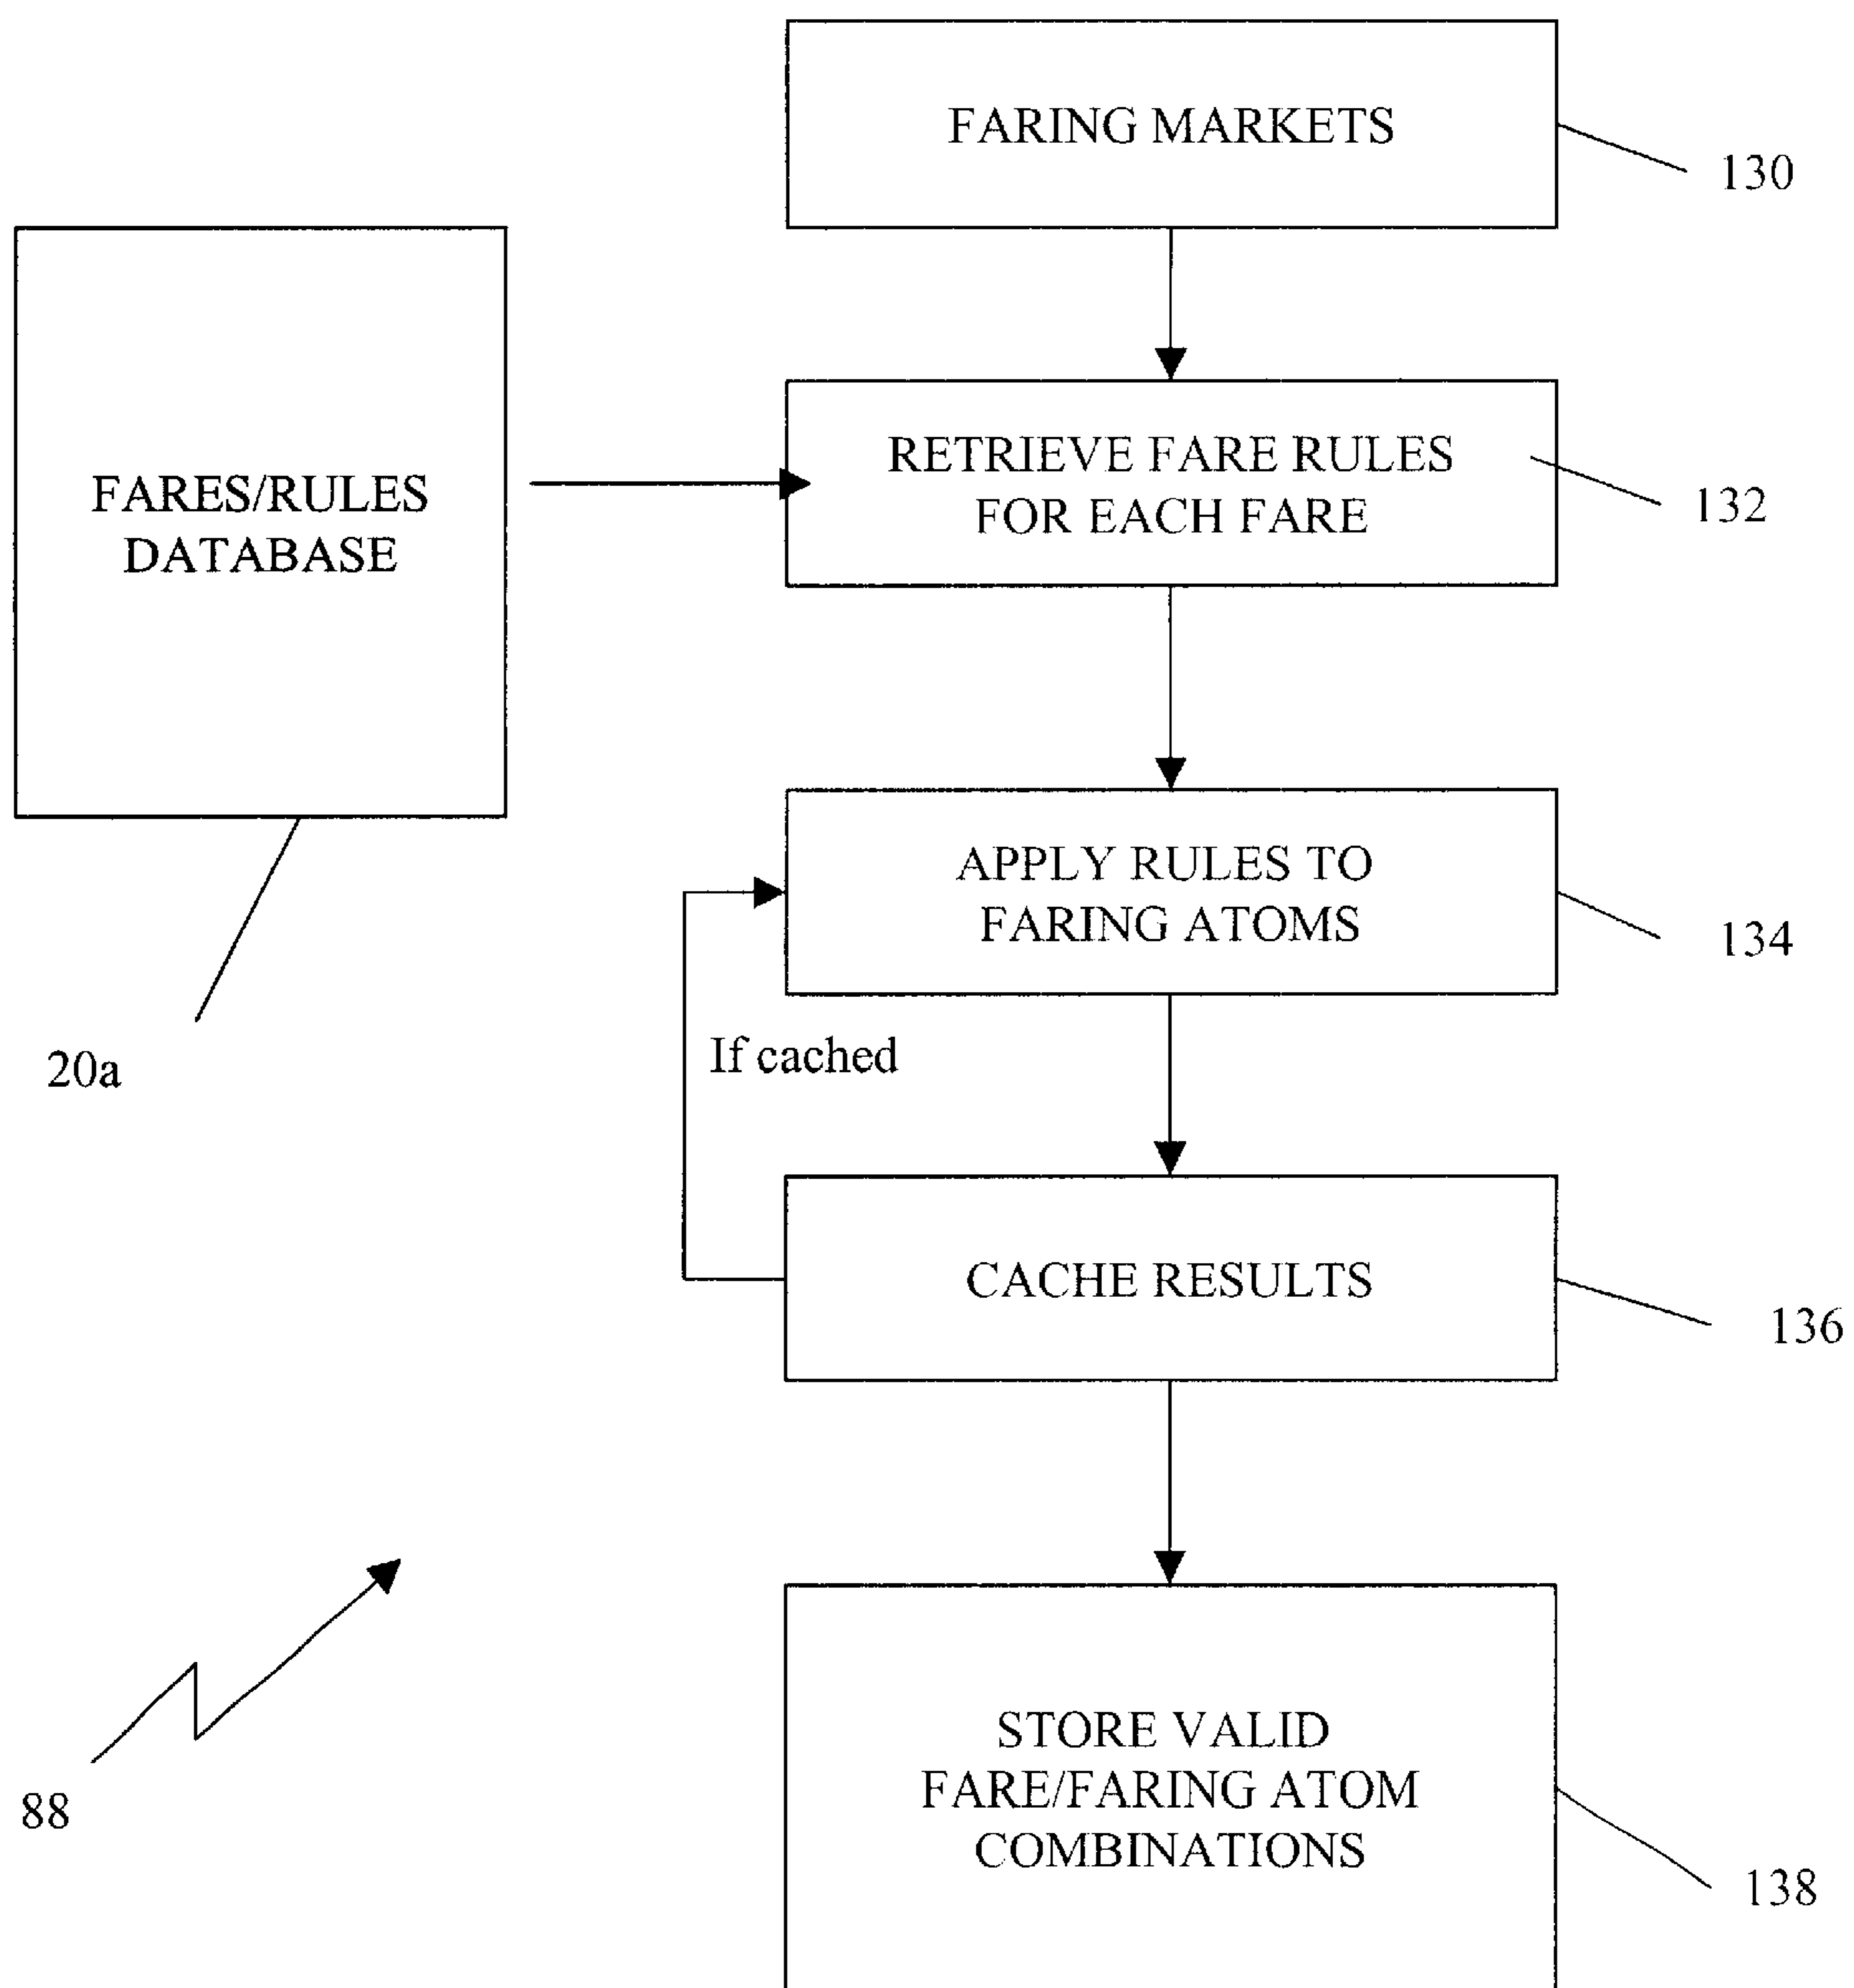 FARING MARKETS
130
FARES/RULES
DATABASE
20a
RETRIEVE FARE RULES
FOR EACH FARE
132
APPLY RULES TO
FARING ATOMS
134
If cached
CACHE RESULTS
136
STORE VALID
FARE/FARING ATOM
COMBINATIONS
138
88